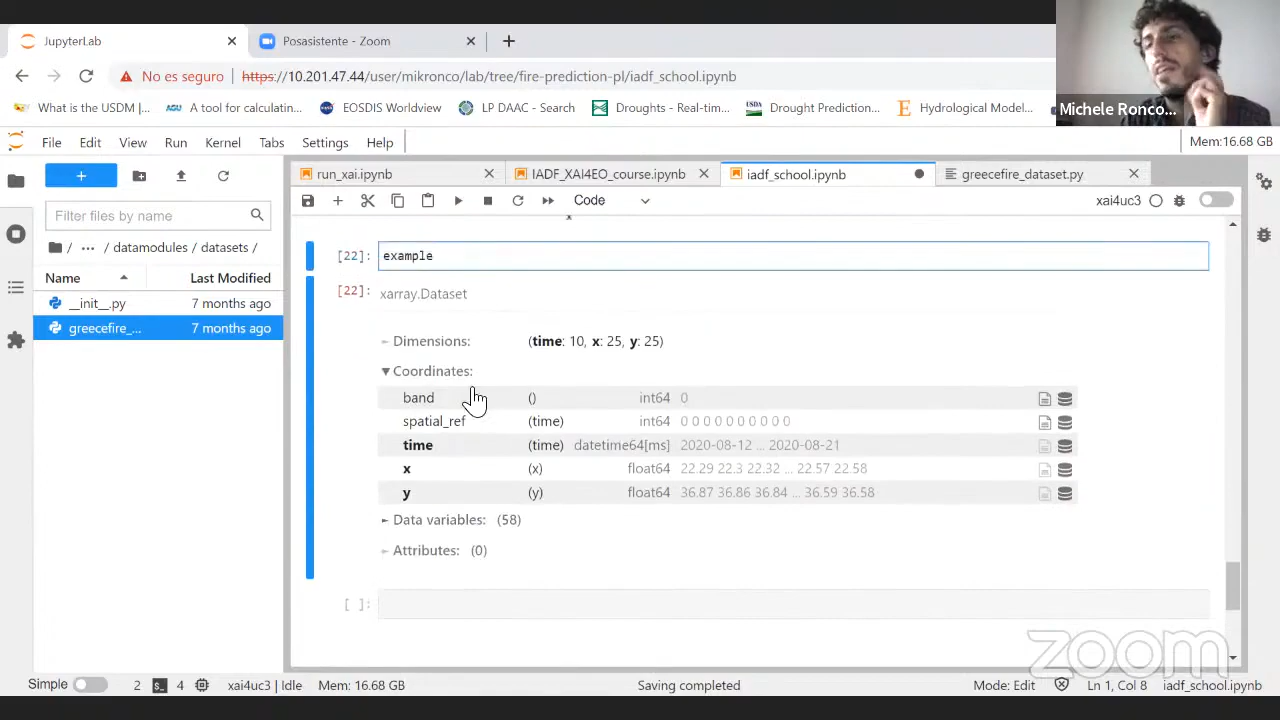 JupyterLab
Posasistente - Zoom
No es seguro
https://10.201.47.44/user/mikronco/lab/tree/fire-prediction-pl/iadf_school.ipynb
What is the USDM |...
AGU
A tool for calculatin...
EOSDIS Worldview
LP DAAC - Search
Droughts - Real-tim...
USDA
Drought Prediction...
Hydrological Model...
Michele Ronco...
File Edit View Run Kernel Tabs Settings Help
Mem:16.68 GB
run_xai.ipynb
IADF_XAI4EO_course.ipynb
iadf_school.ipynb
greecefire_dataset.py
Code
xai4uc3
Filter files by name
/ ... / datamodules / datasets /
Name Last Modified
__init__.py 7 months ago
greecefire_... 7 months ago
[22]: example
[22]: xarray.Dataset
Dimensions: (time: 10, x: 25, y: 25)
Coordinates:
band () int64 0
spatial_ref (time) int64 0 0 0 0 0 0 0 0 0 0
time (time) datetime64[ms] 2020-08-12 ... 2020-08-21
x (x) float64 22.29 22.3 22.32 ... 22.57 22.58
y (y) float64 36.87 36.86 36.84 ... 36.59 36.58
Data variables: (58)
Attributes: (0)
[ ]:
zoom
Simple 2 4 xai4uc3 | Idle Mem: 16.68 GB Saving completed Mode: Edit Ln 1, Col 8 iadf_school.ipynb